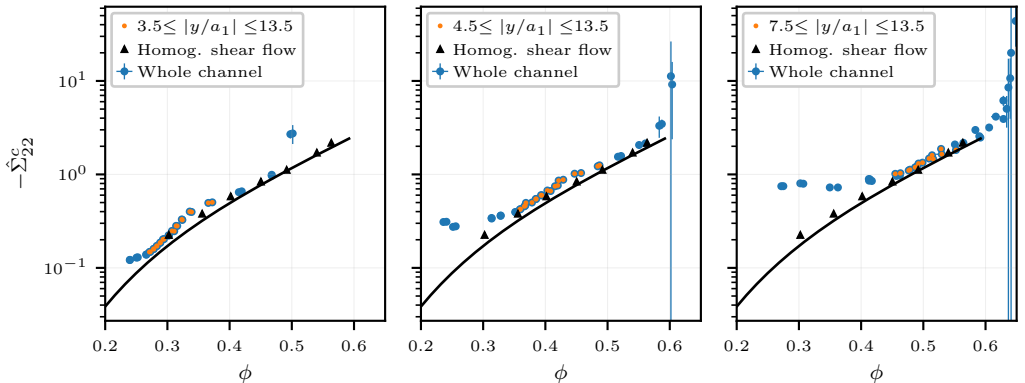 3.5≤ |y/a₁| ≤13.5
Homog. shear flow
Whole channel
4.5≤ |y/a₁| ≤13.5
Homog. shear flow
Whole channel
7.5≤ |y/a₁| ≤13.5
Homog. shear flow
Whole channel
10¹
10⁰
10⁻¹
−Σ̂ᶜ₂₂
0.2 0.3 0.4 0.5 0.6
0.2 0.3 0.4 0.5 0.6
0.2 0.3 0.4 0.5 0.6
ϕ
ϕ
ϕ